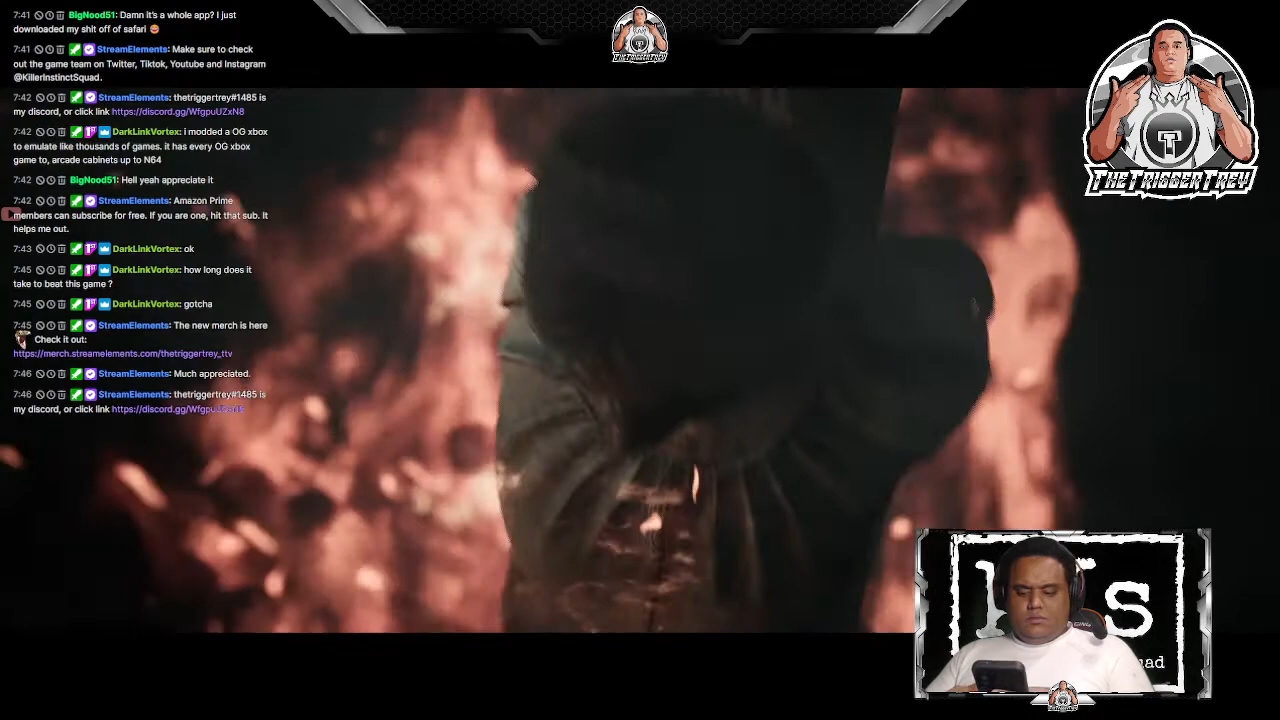 7:41 BigNood51: Damn it's a whole app? I just
downloaded my shit off of safari
7:41 StreamElements: Make sure to check
out the game team on Twitter, Tiktok, Youtube and Instagram
@KillerInstinctSquad.
7:42 StreamElements: thetriggertrey#1485 is
my discord, or click link https://discord.gg/WfgpuUZxN8
7:42 DarkLinkVortex: i modded a OG xbox
to emulate like thousands of games. it has every OG xbox
game to, arcade cabinets up to N64
7:42 BigNood51: Hell yeah appreciate it
7:42 StreamElements: Amazon Prime
members can subscribe for free. If you are one, hit that sub. It
helps me out.
7:43 DarkLinkVortex: ok
7:45 DarkLinkVortex: how long does it
take to beat this game ?
7:45 DarkLinkVortex: gotcha
7:45 StreamElements: The new merch is here
Check it out:
https://merch.streamelements.com/thetriggertrey_ttv
7:46 StreamElements: Much appreciated.
7:46 StreamElements: thetriggertrey#1485 is
my discord, or click link
THETRIGGERTREY
T
THETRIGGERTREY